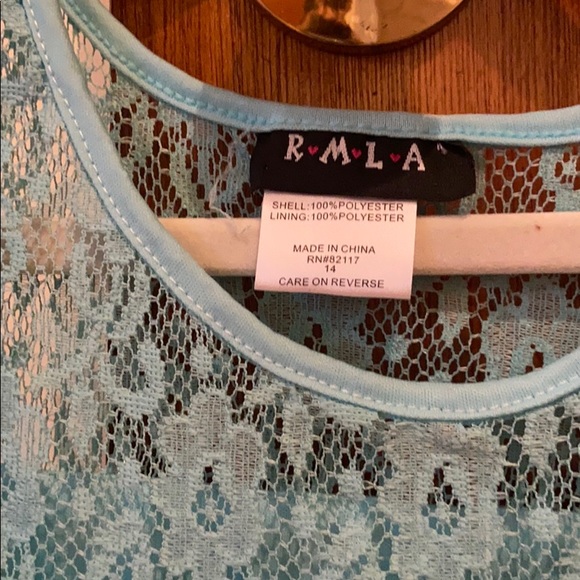 R♥M♥L♥A
SHELL:100%POLYESTER
LINING:100%POLYESTER
MADE IN CHINA
RN#82117
14
CARE ON REVERSE